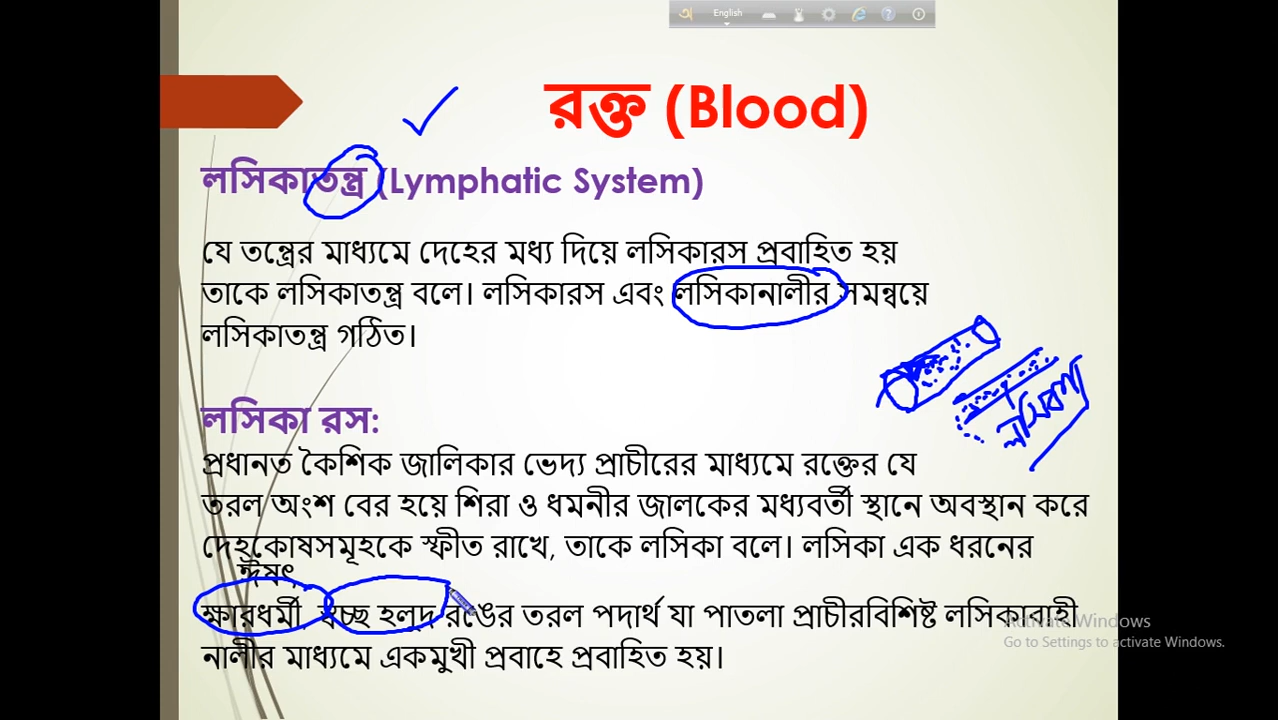 English
রক্ত (Blood)
লসিকাতন্ত্র (Lymphatic System)
যে তন্ত্রের মাধ্যমে দেহের মধ্য দিয়ে লসিকারস প্রবাহিত হয়
তাকে লসিকাতন্ত্র বলে। লসিকারস এবং লসিকানালীর সমন্বয়ে
লসিকাতন্ত্র গঠিত।
লসিকা রস:
প্রধানত কৈশিক জালিকার ভেদ্য প্রাচীরের মাধ্যমে রক্তের যে
তরল অংশ বের হয়ে শিরা ও ধমনীর জালকের মধ্যবর্তী স্থানে অবস্থান করে
দেহকোষসমূহকে স্ফীত রাখে, তাকে লসিকা বলে। লসিকা এক ধরনের
ঈষৎ
ক্ষারধর্মী, স্বচ্ছ হলুদ রঙের তরল পদার্থ যা পাতলা প্রাচীরবিশিষ্ট লসিকাবাহী
নালীর মাধ্যমে একমুখী প্রবাহে প্রবাহিত হয়।
Activate Windows
Go to Settings to activate Windows.